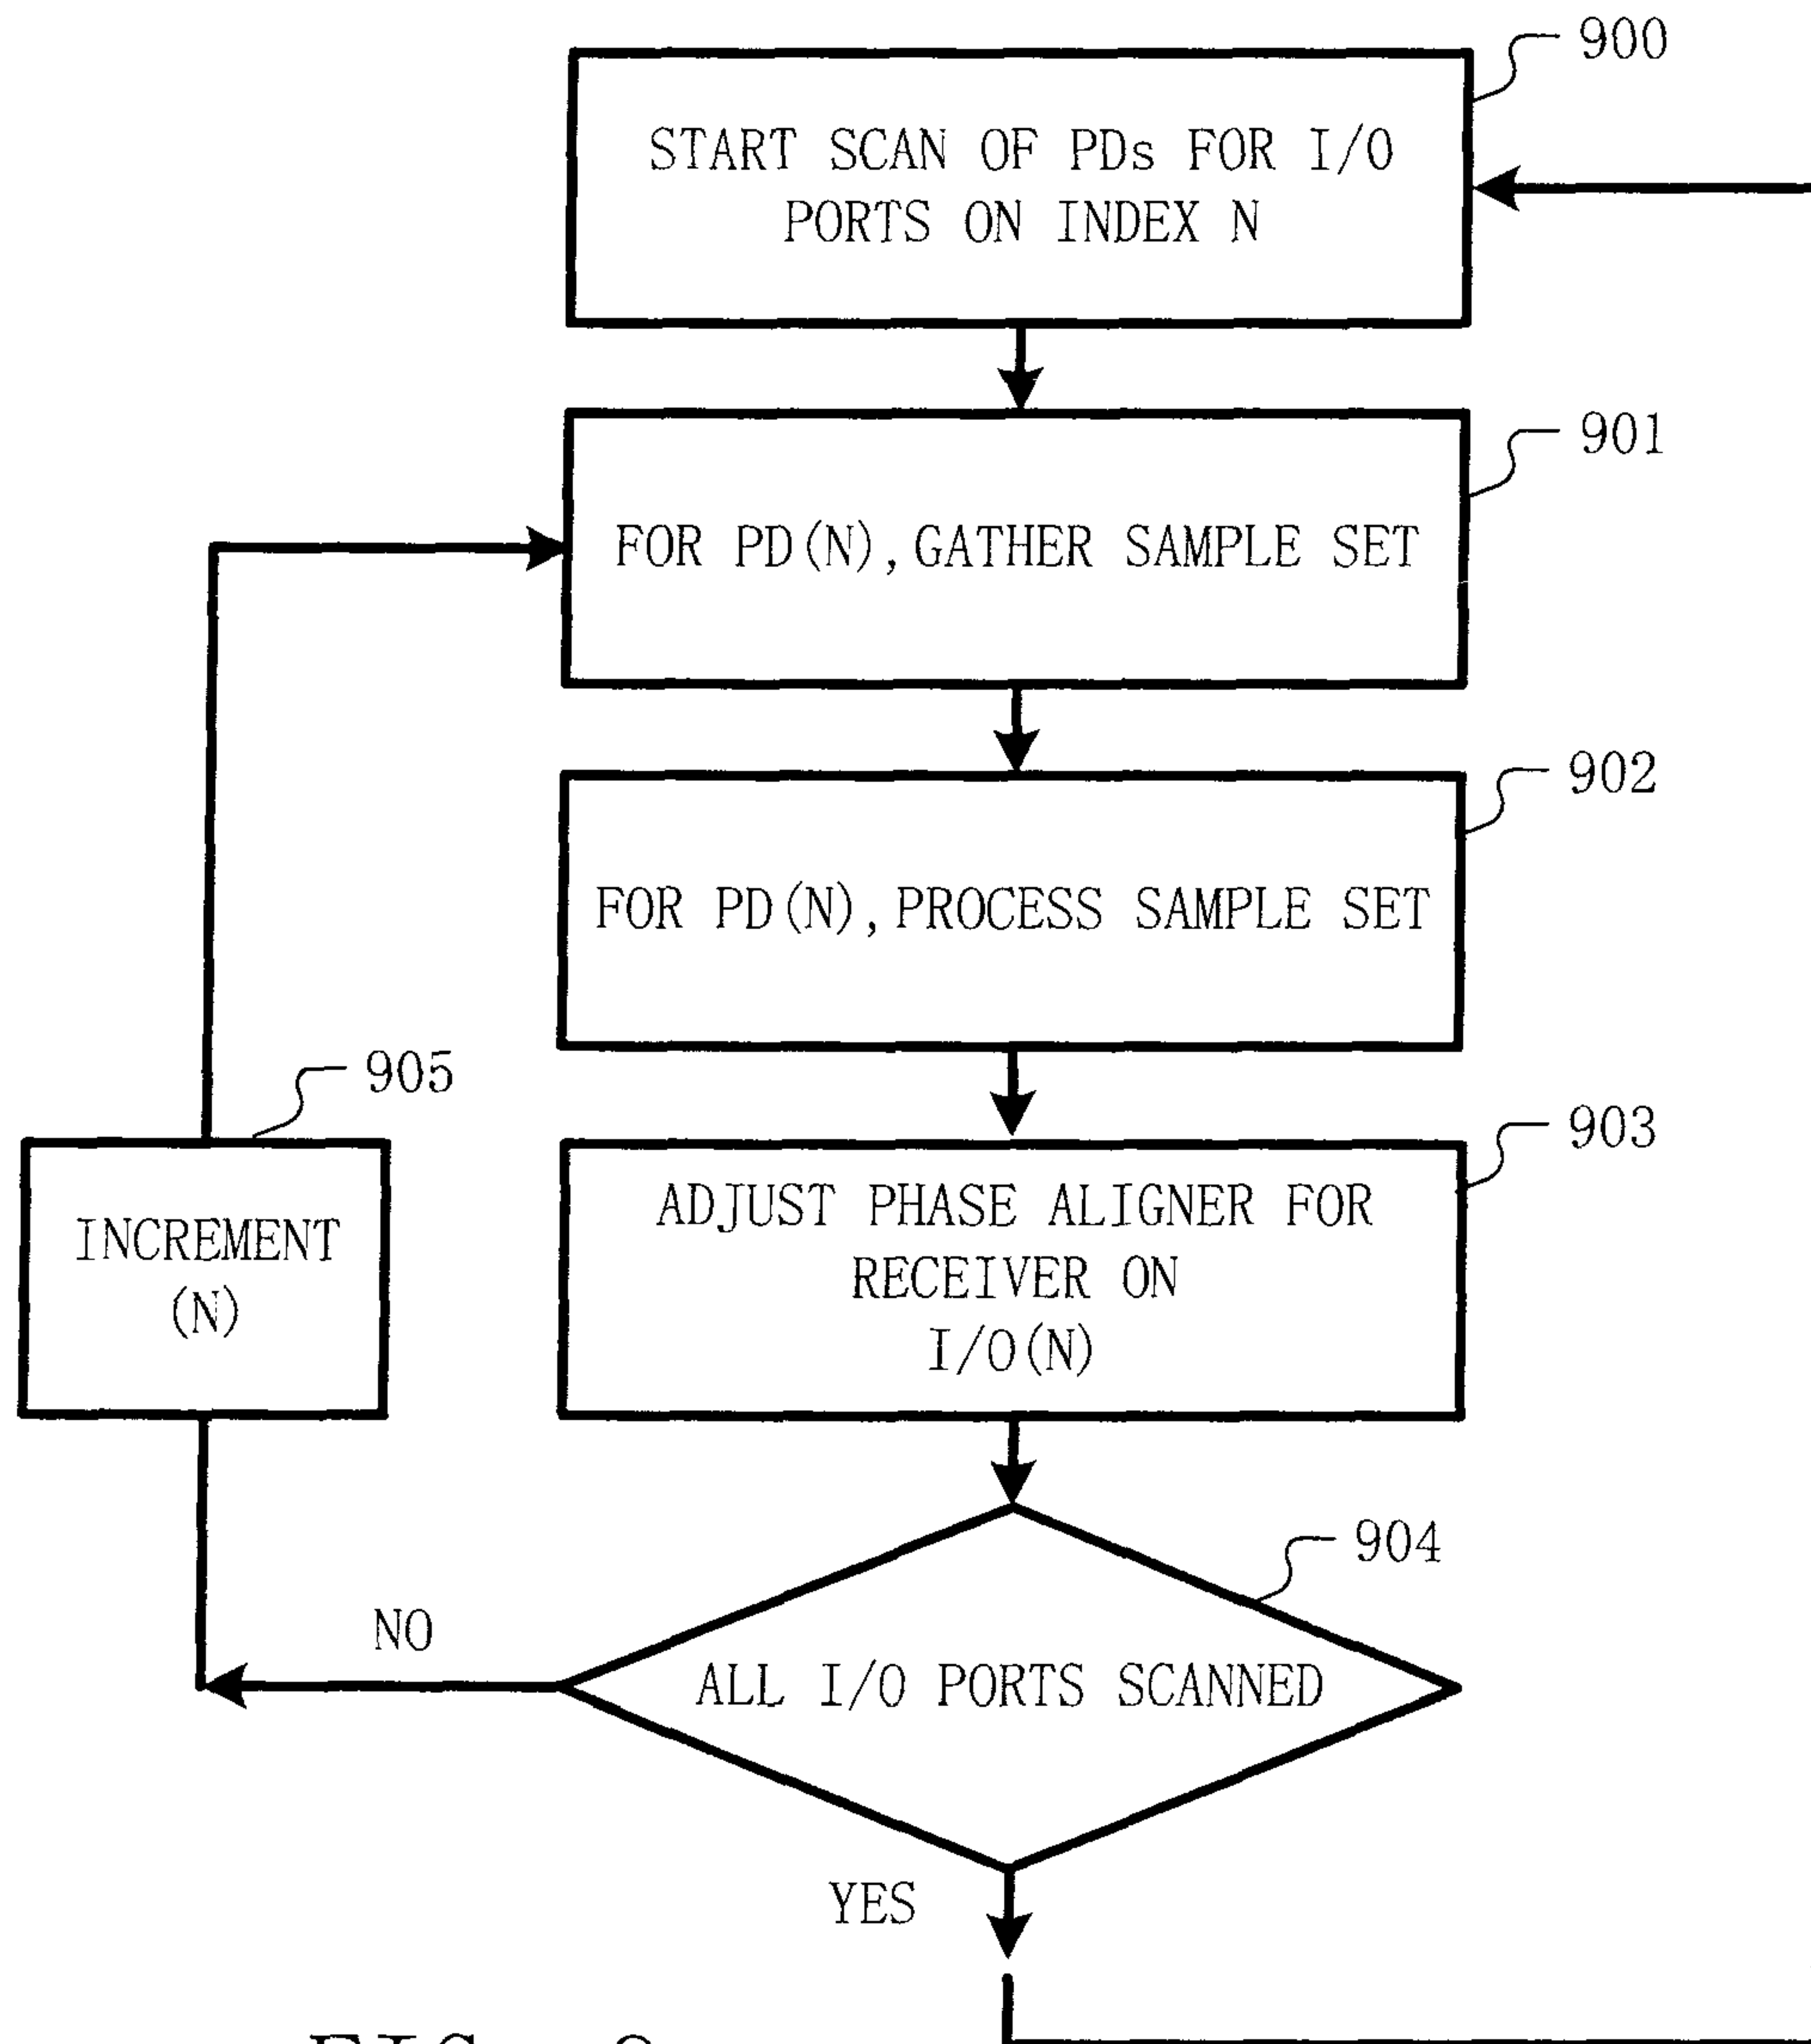 900
START SCAN OF PDs FOR I/O
PORTS ON INDEX N
901
FOR PD(N), GATHER SAMPLE SET
902
FOR PD(N), PROCESS SAMPLE SET
905
903
INCREMENT
(N)
ADJUST PHASE ALIGNER FOR
RECEIVER ON
I/O(N)
904
NO
ALL I/O PORTS SCANNED
YES